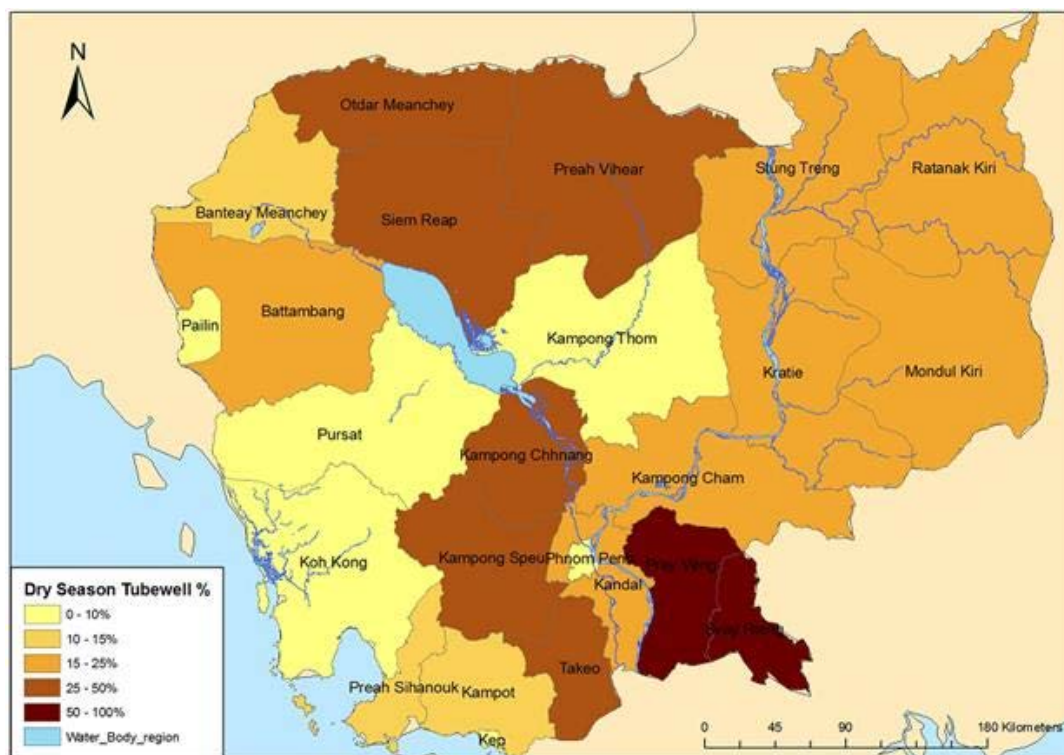 N
Otdar Meanchey
Preah Vihear
Stung Treng
Ratanak Kiri
Banteay Meanchey
Siem Reap
Battambang
Pailin
Kampong Thom
Kratie
Mondul Kiri
Pursat
Kampong Chhnang
Kampong Cham
Koh Kong
Kampong Speu
Phnom Penh
Prey Veng
Kandal
Svay Rieng
Takeo
Preah Sihanouk
Kampot
Kep
Dry Season Tubewell %
0 - 10%
10 - 15%
15 - 25%
25 - 50%
50 - 100%
Water_Body_region
0 45 90 180 Kilometers